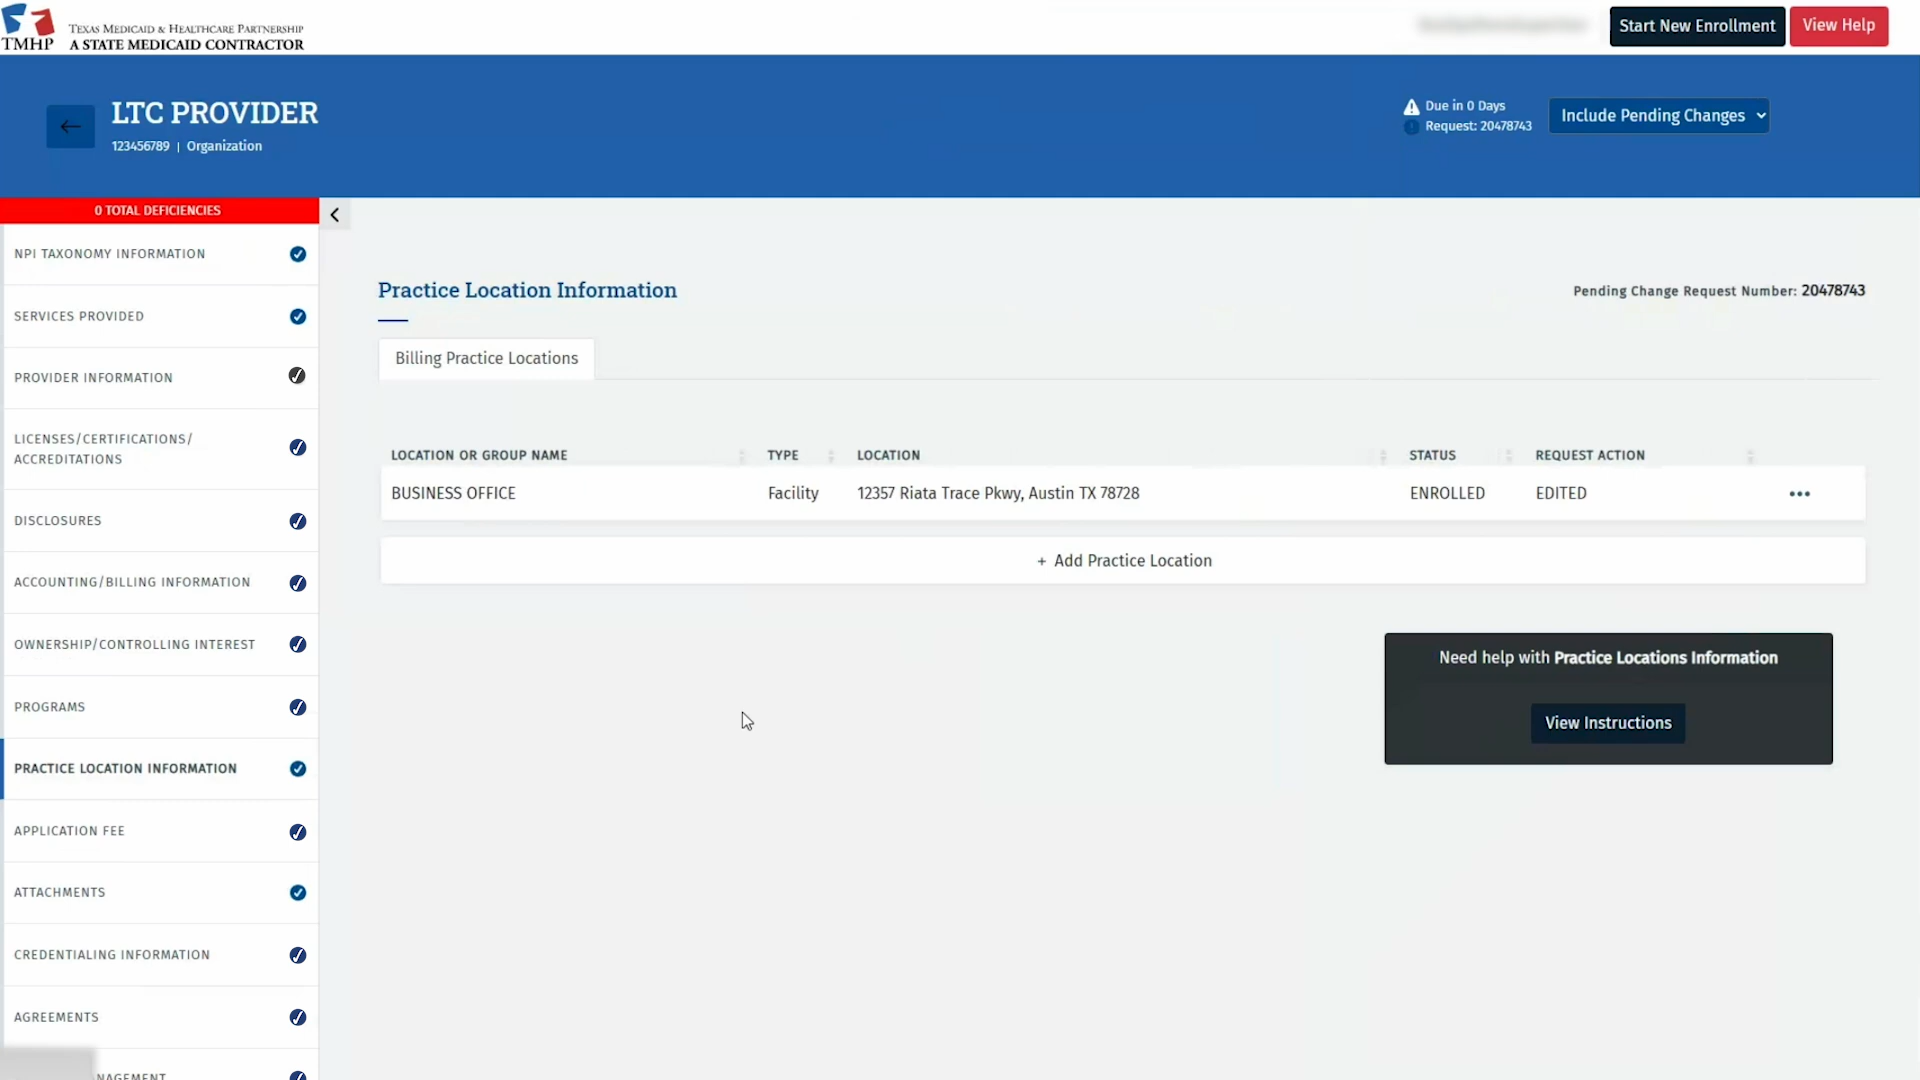 TMHP
TEXAS MEDICAID & HEALTHCARE PARTNERSHIP
A STATE MEDICAID CONTRACTOR
Start New Enrollment
View Help
LTC PROVIDER
123456789 | Organization
Due in 0 Days
Request: 20478743
Include Pending Changes
0 TOTAL DEFICIENCIES
NPI TAXONOMY INFORMATION
SERVICES PROVIDED
PROVIDER INFORMATION
LICENSES/CERTIFICATIONS/
ACCREDITATIONS
DISCLOSURES
ACCOUNTING/BILLING INFORMATION
OWNERSHIP/CONTROLLING INTEREST
PROGRAMS
PRACTICE LOCATION INFORMATION
APPLICATION FEE
ATTACHMENTS
CREDENTIALING INFORMATION
AGREEMENTS
Practice Location Information
Pending Change Request Number: 20478743
Billing Practice Locations
LOCATION OR GROUP NAME TYPE LOCATION STATUS REQUEST ACTION
BUSINESS OFFICE Facility 12357 Riata Trace Pkwy, Austin TX 78728 ENROLLED EDITED
+ Add Practice Location
Need help with Practice Locations Information
View Instructions